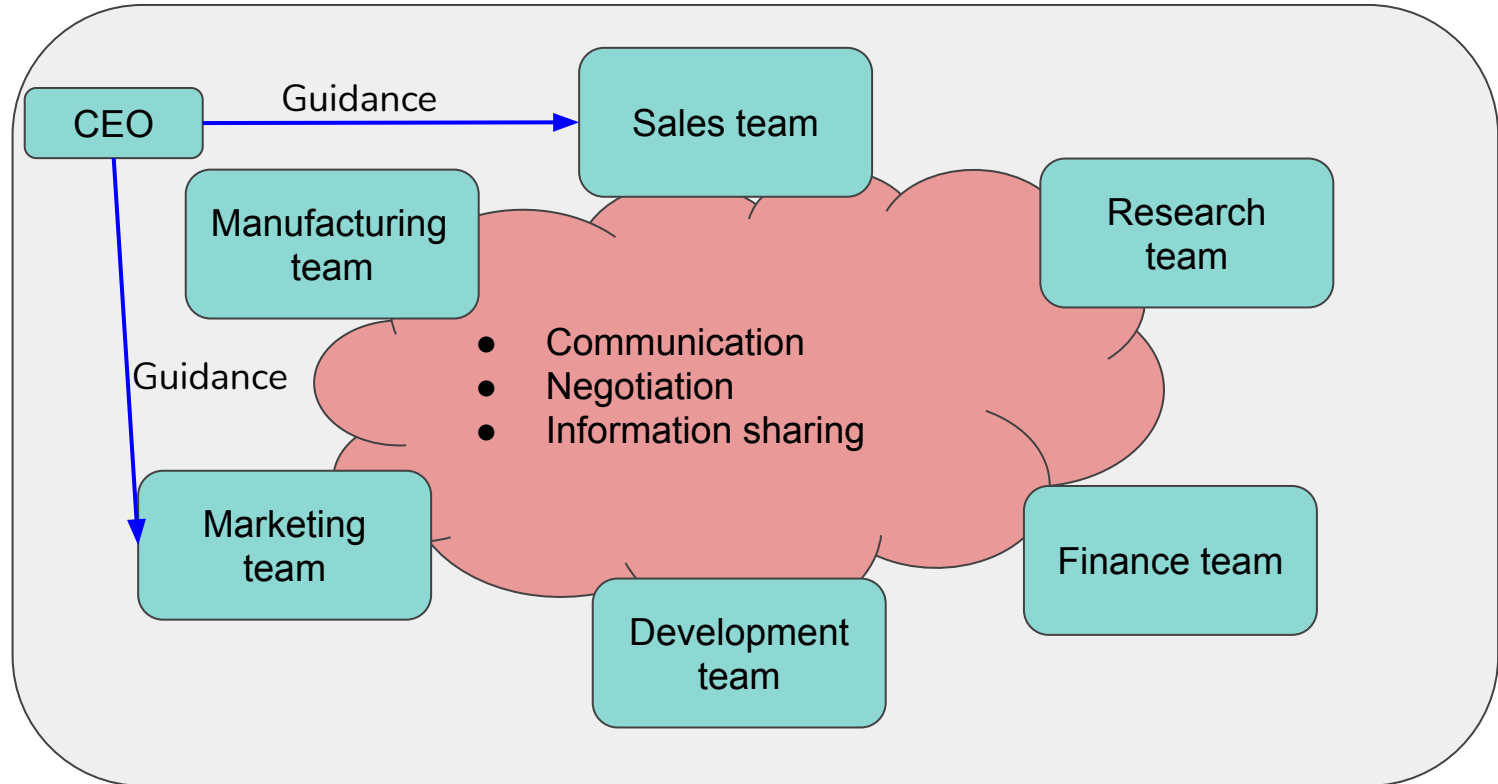 Guidance
CEO
Sales team
Manufacturing
team
Research
team
● Communication
● Negotiation
● Information sharing
Guidance
Marketing
team
Finance team
Development
team